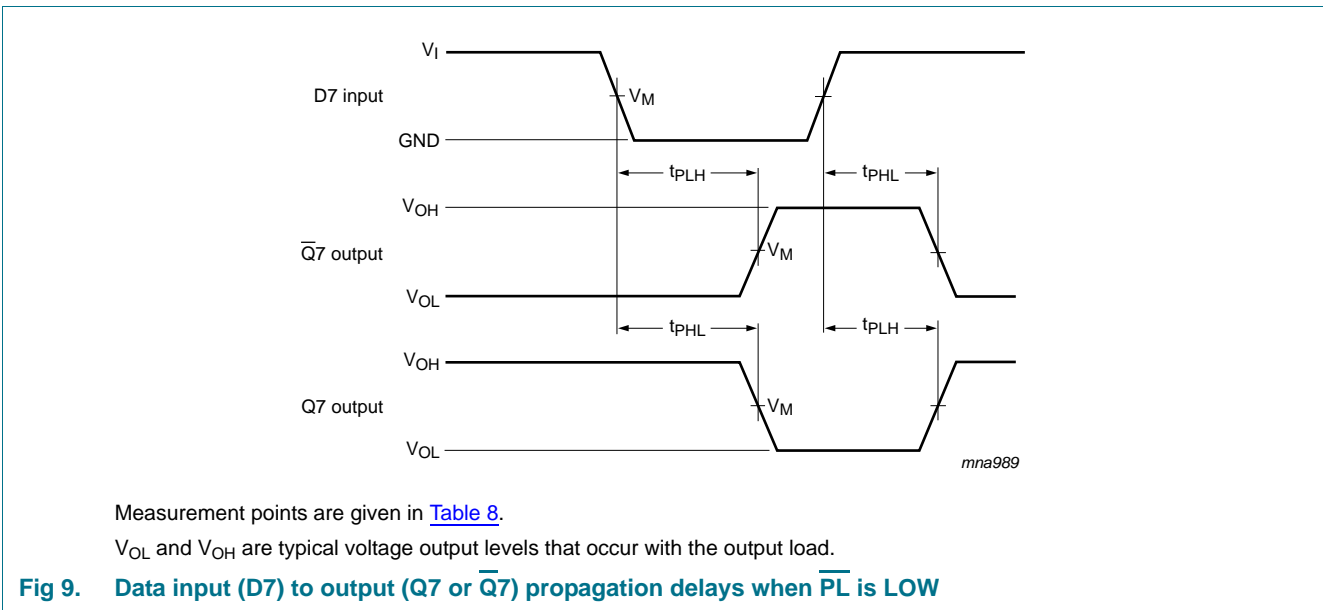 V_I
D7 input
V_M
GND
t_PLH
t_PHL
V_OH
Q̅7 output
V_M
V_OL
t_PHL
t_PLH
V_OH
Q7 output
V_M
V_OL
mna989
Measurement points are given in Table 8.
V_OL and V_OH are typical voltage output levels that occur with the output load.
Fig 9. Data input (D7) to output (Q7 or Q̅7) propagation delays when P̅L̅ is LOW